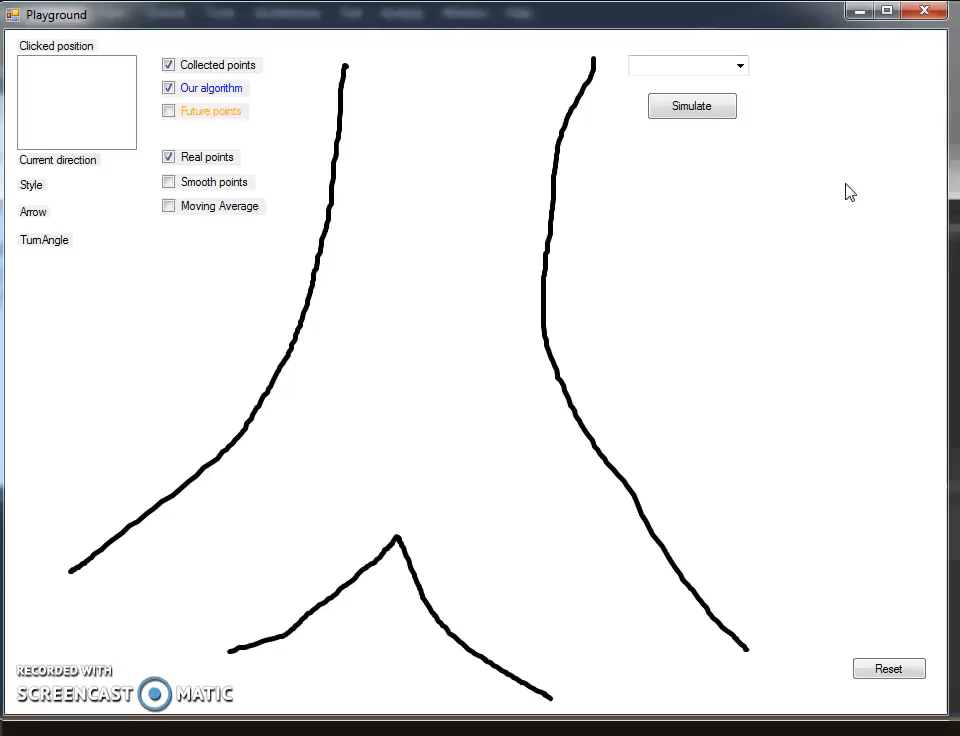 Playground
Clicked position
Collected points
Our algorithm
Future points
Simulate
Real points
Current direction
Style
Smooth points
Arrow
Moving Average
TurnAngle
Reset
RECORDED WITH
SCREENCAST MATIC